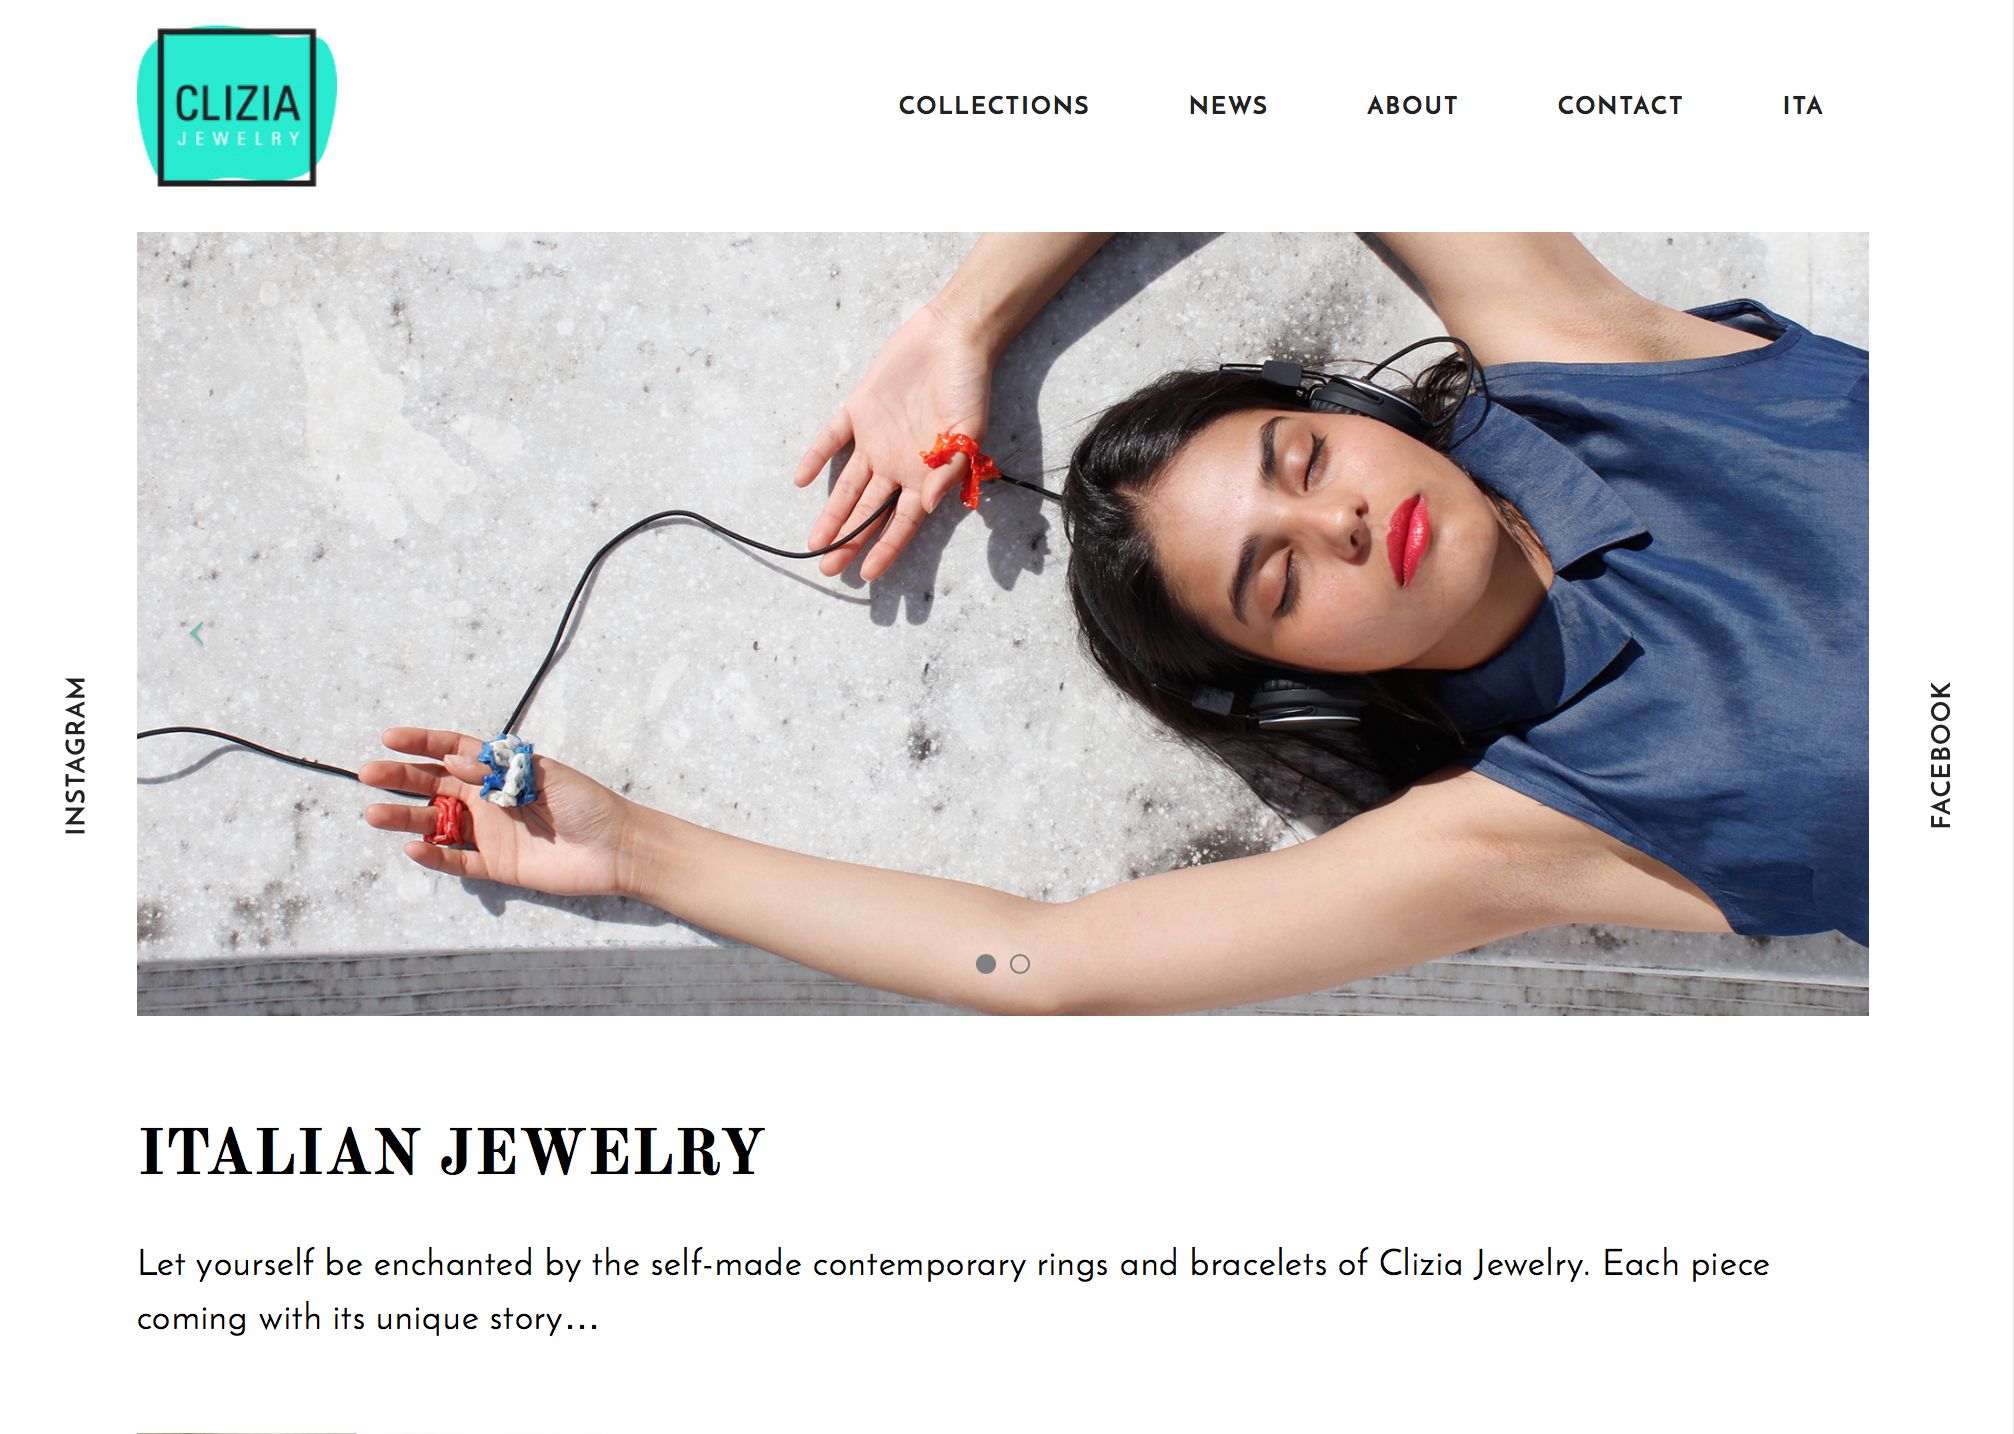 CLIZIA
JEWELRY
COLLECTIONS
NEWS
ABOUT
CONTACT
ITA
INSTAGRAM
FACEBOOK
ITALIAN JEWELRY
Let yourself be enchanted by the self-made contemporary rings and bracelets of Clizia Jewelry. Each piece
coming with its unique story…